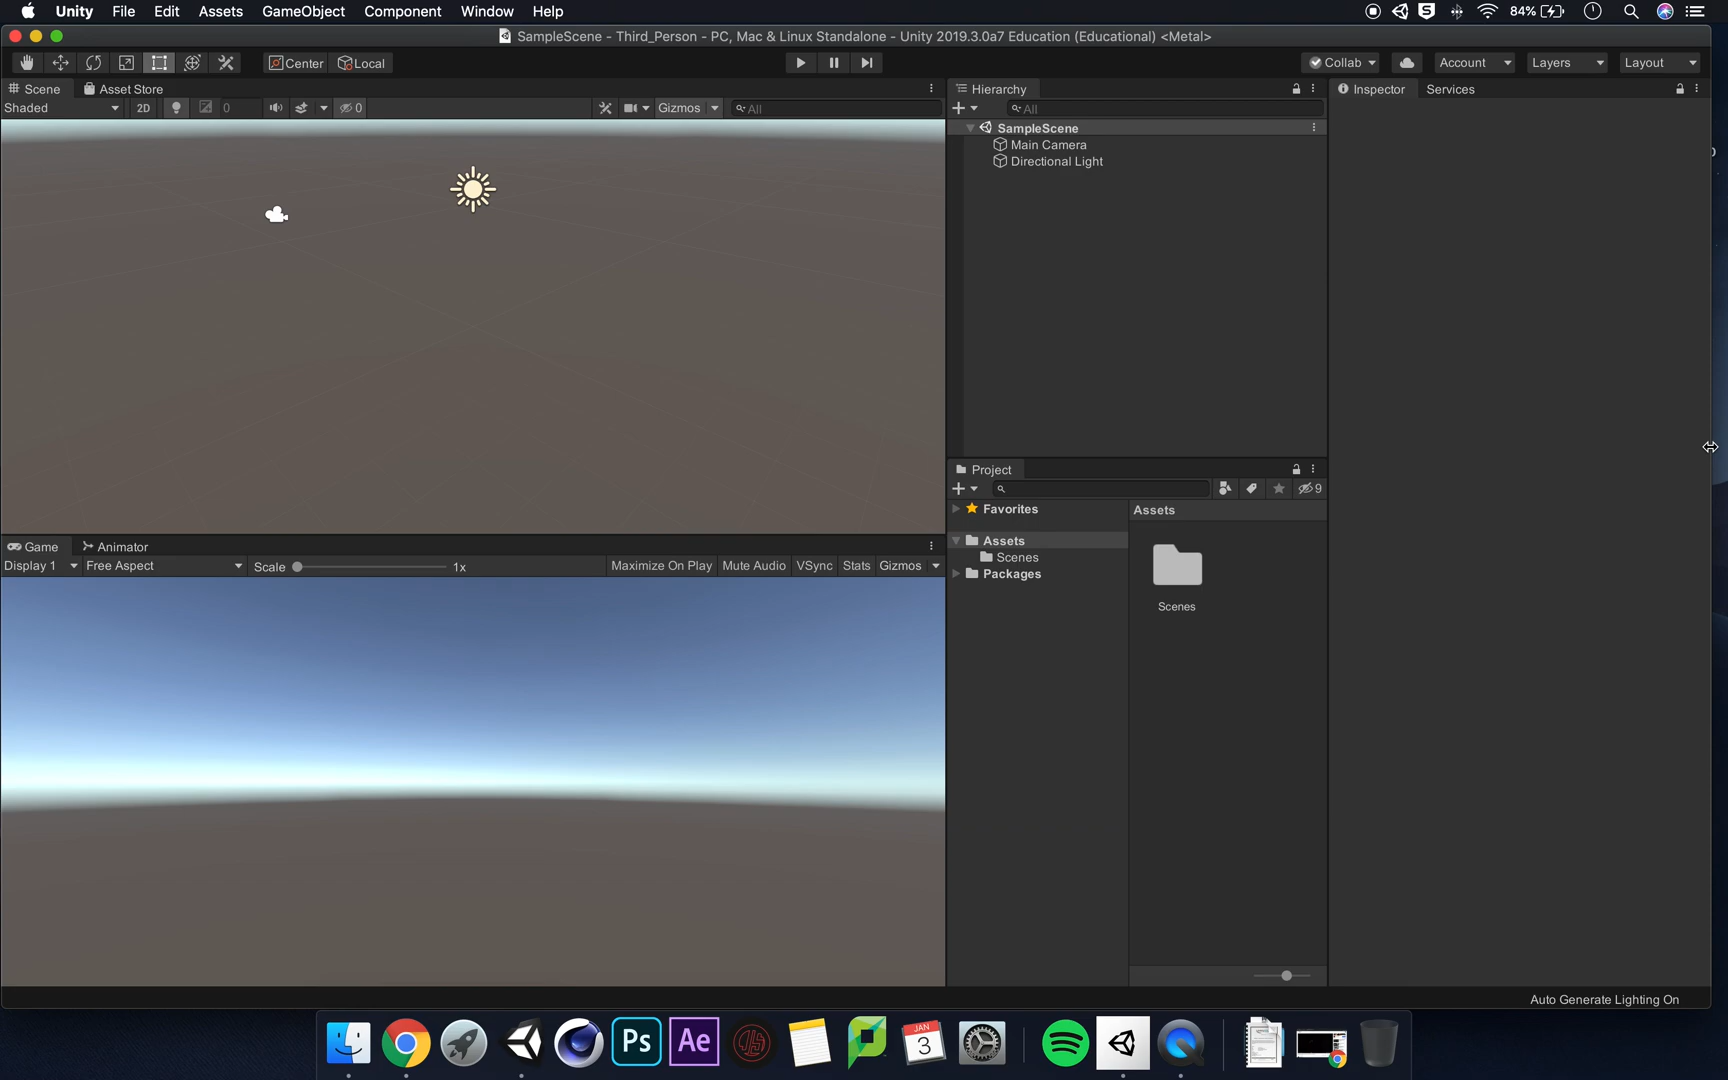 Unity File Edit Assets GameObject Component Window Help
S 84%
SampleScene - Third_Person - PC, Mac & Linux Standalone - Unity 2019.3.0a7 Education (Educational) <Metal>
Center Local
Collab Account Layers Layout
Scene Asset Store
Shaded 2D 0 0 Gizmos All
Hierarchy
All
SampleScene
Main Camera
Directional Light
Inspector Services
Project
9
Favorites
Assets
Scenes
Packages
Assets
Scenes
Game Animator
Display 1 Free Aspect Scale 1x Maximize On Play Mute Audio VSync Stats Gizmos
Auto Generate Lighting On
Ps Ae
JAN
3